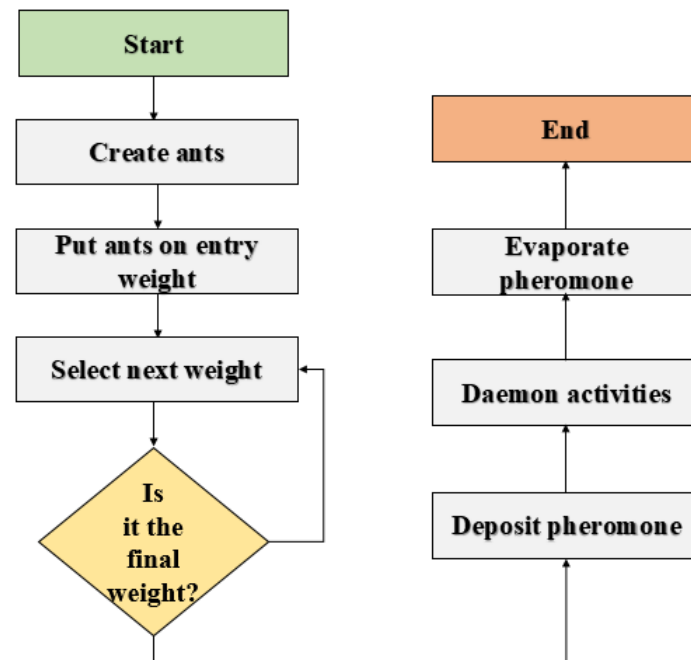 Start
Create ants
Put ants on entry
weight
Select next weight
Is
it the
final
weight?
End
Evaporate
pheromone
Daemon activities
Deposit pheromone